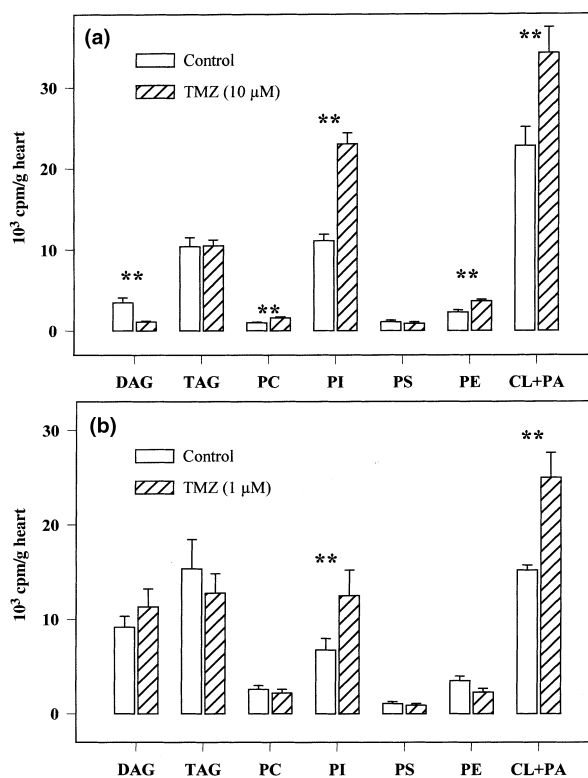 (a)
Control
TMZ (10 µM)
10³ cpm/g heart
30
20
10
0
**
**
**
**
**
DAG TAG PC PI PS PE CL+PA
(b)
Control
TMZ (1 µM)
10³ cpm/g heart
30
20
10
0
**
**
DAG TAG PC PI PS PE CL+PA